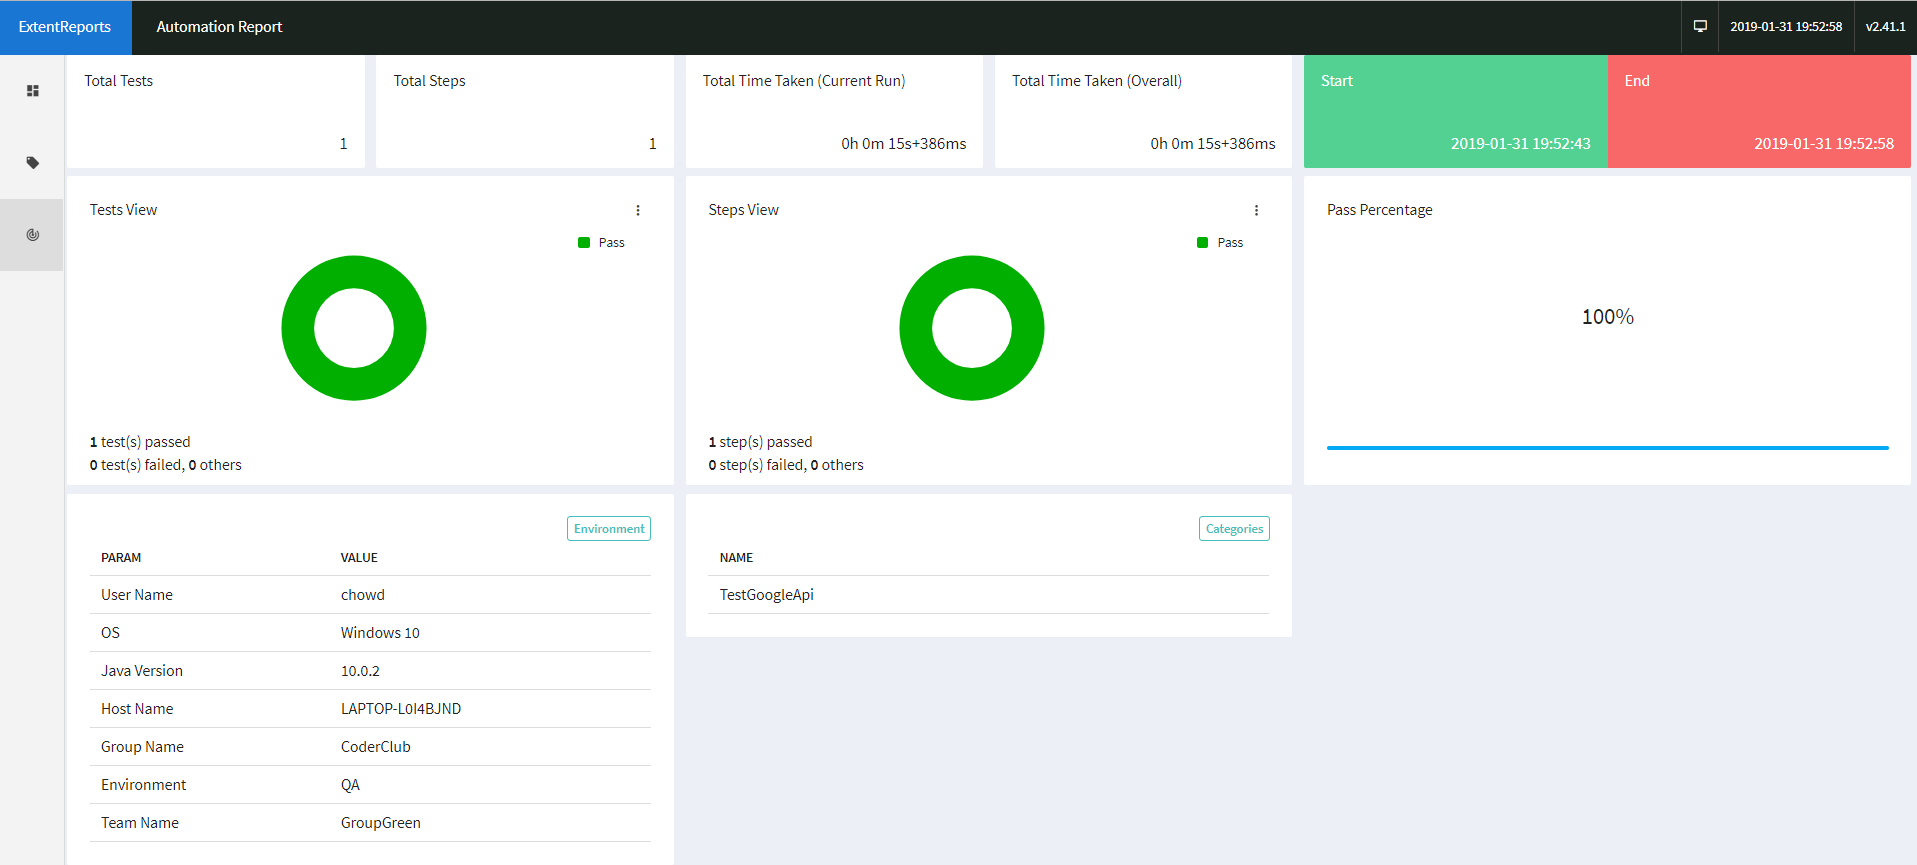 ExtentReports
Automation Report
2019-01-31 19:52:58
v2.41.1
Total Tests
1
Total Steps
1
Total Time Taken (Current Run)
0h 0m 15s+386ms
Total Time Taken (Overall)
0h 0m 15s+386ms
Start
2019-01-31 19:52:43
End
2019-01-31 19:52:58
Tests View
Pass
1 test(s) passed
0 test(s) failed, 0 others
Steps View
Pass
1 step(s) passed
0 step(s) failed, 0 others
Pass Percentage
100%
Environment
PARAM VALUE
User Name chowd
OS Windows 10
Java Version 10.0.2
Host Name LAPTOP-L0I4BJND
Group Name CoderClub
Environment QA
Team Name GroupGreen
Categories
NAME
TestGoogleApi